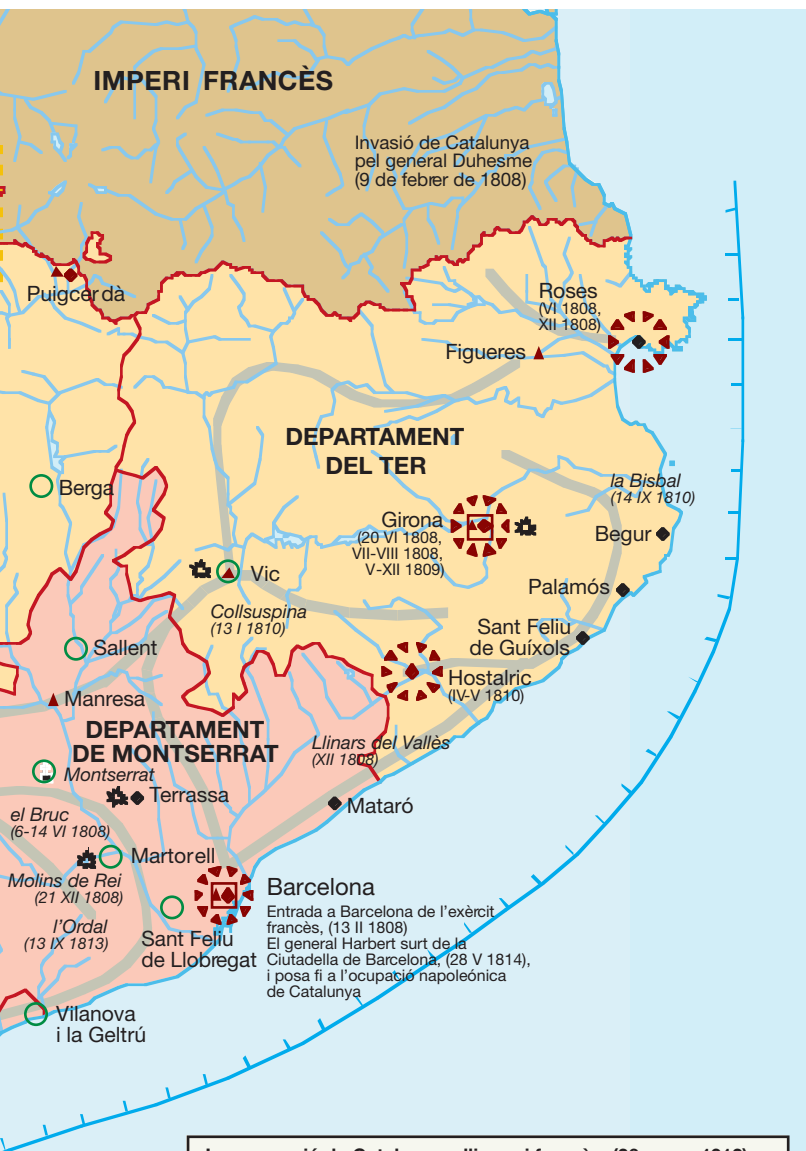 IMPERI FRANCÈS
Invasió de Catalunya
pel general Duhesme
(9 de febrer de 1808)
Puigcerdà
Roses
(VI 1808,
XII 1808)
Figueres
DEPARTAMENT
DEL TER
Berga
la Bisbal
(14 IX 1810)
Girona
(20 VI 1808,
VII-VIII 1808,
V-XII 1809)
Begur
Vic
Palamós
Collsuspina
(13 I 1810)
Sant Feliu
de Guíxols
Sallent
Hostalric
(IV-V 1810)
Manresa
DEPARTAMENT
DE MONTSERRAT
Llinars del Vallès
(XII 1808)
Montserrat
Terrassa
Mataró
el Bruc
(6-14 VI 1808)
Martorell
Molins de Rei
(21 XII 1808)
Barcelona
Entrada a Barcelona de l'exèrcit
francès, (13 II 1808)
El general Harbert surt de la
Ciutadella de Barcelona, (28 V 1814),
i posa fi a l'ocupació napoleónica
de Catalunya
l'Ordal
(13 IX 1813)
Sant Feliu
de Llobregat
Vilanova
i la Geltrú